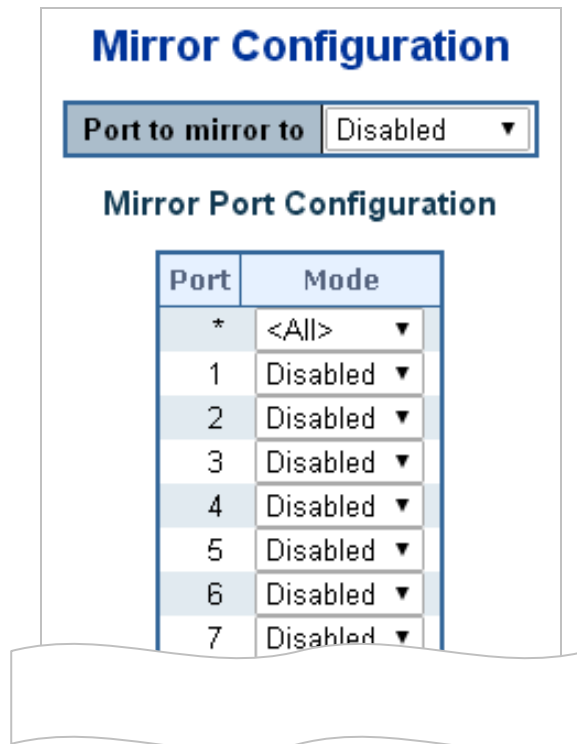 Mirror Configuration
Port to mirror to Disabled
Mirror Port Configuration
Port Mode
* <All>
1 Disabled
2 Disabled
3 Disabled
4 Disabled
5 Disabled
6 Disabled
7 Disabled